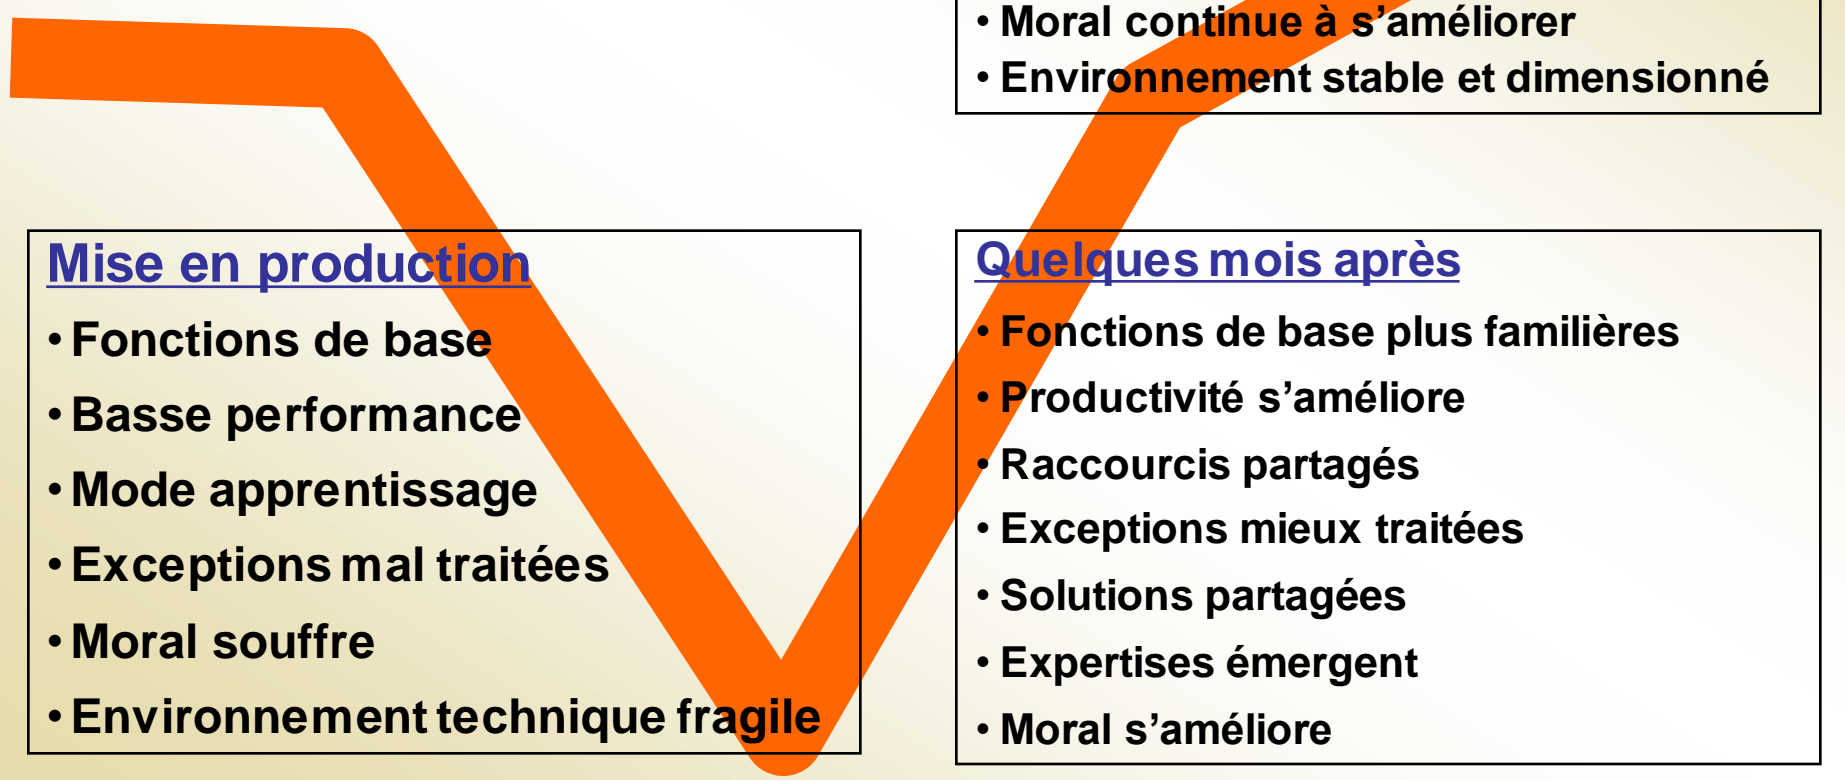 • Moral continue à s’améliorer
• Environnement stable et dimensionné
Mise en production
• Fonctions de base
• Basse performance
• Mode apprentissage
• Exceptions mal traitées
• Moral souffre
• Environnement technique fragile
Quelques mois après
• Fonctions de base plus familières
• Productivité s’améliore
• Raccourcis partagés
• Exceptions mieux traitées
• Solutions partagées
• Expertises émergent
• Moral s’améliore